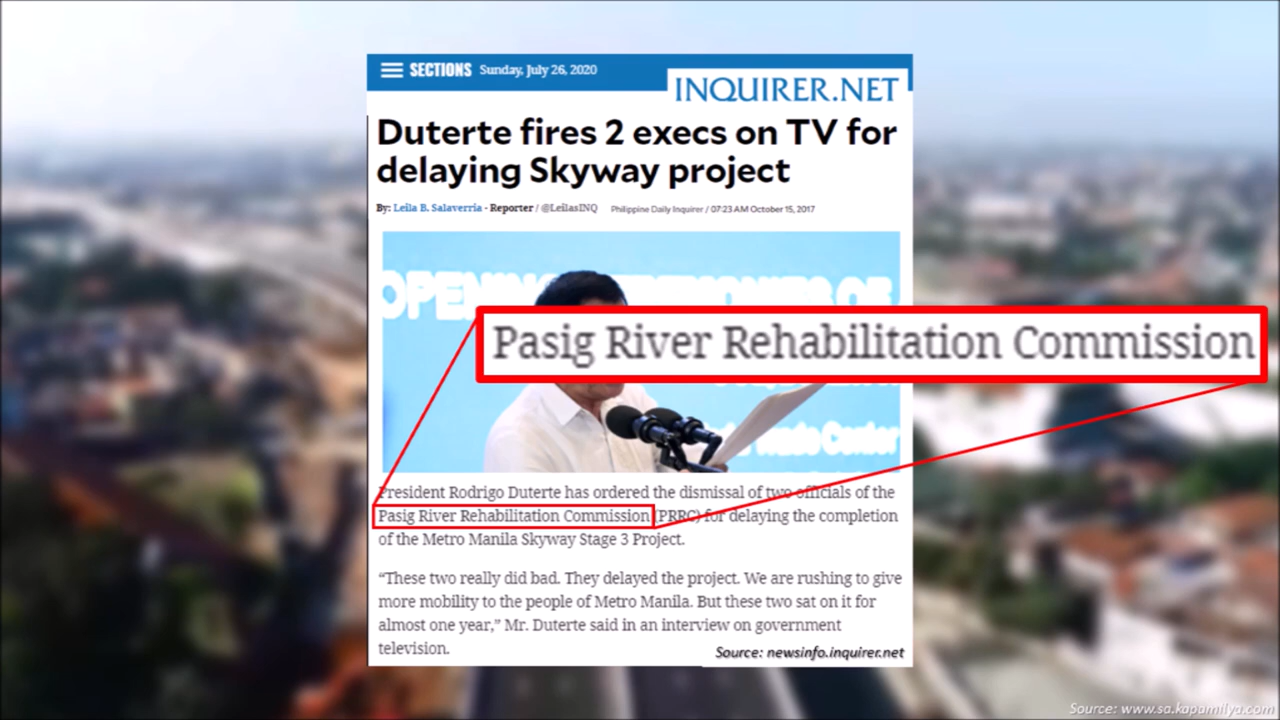 SECTIONS Sunday, July 26, 2020
INQUIRER.NET
Duterte fires 2 execs on TV for
delaying Skyway project
By: Leila B. Salaverria - Reporter / @LeilasINQ Philippine Daily Inquirer / 07:23 AM October 15, 2017
OPENING CEREMONIES OF
Pasig River Rehabilitation Commission
Trade Center
President Rodrigo Duterte has ordered the dismissal of two officials of the
Pasig River Rehabilitation Commission (PRRC) for delaying the completion
of the Metro Manila Skyway Stage 3 Project.
“These two really did bad. They delayed the project. We are rushing to give
more mobility to the people of Metro Manila. But these two sat on it for
almost one year,” Mr. Duterte said in an interview on government
television.
Source: newsinfo.inquirer.net
Source: www.sa.kapamilya.com